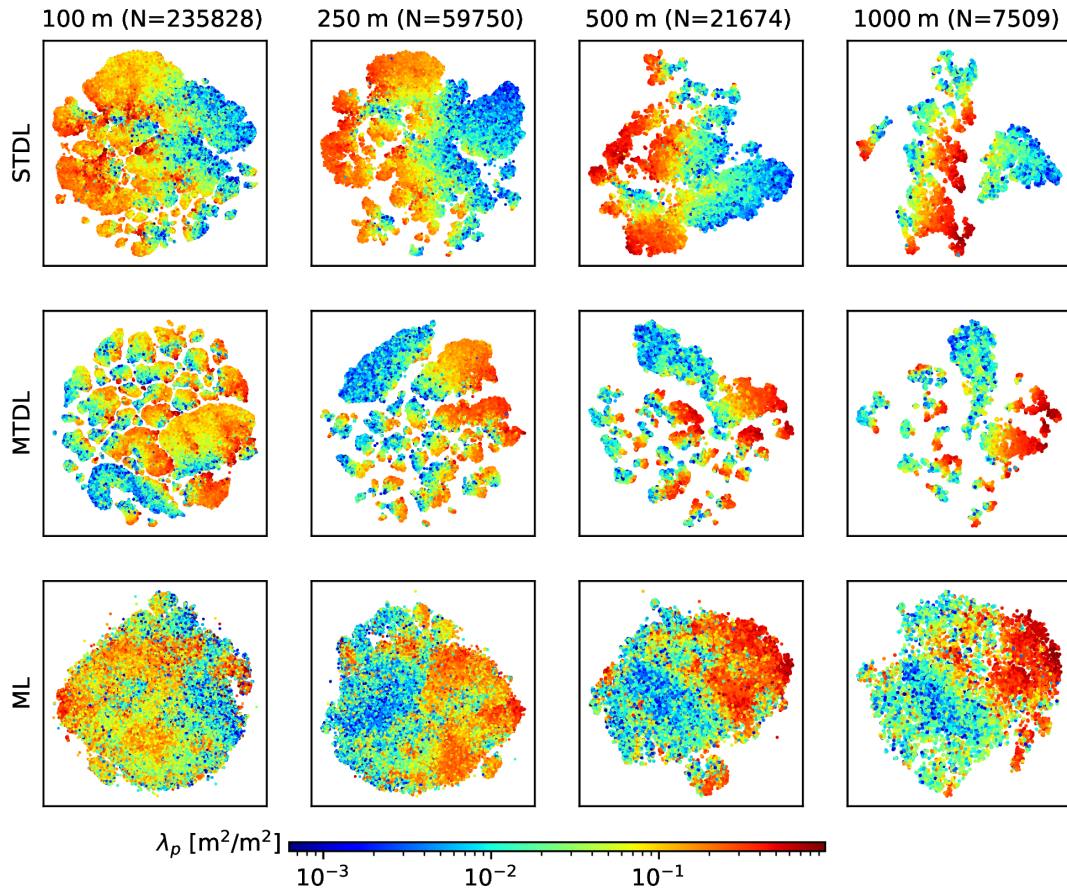 100 m (N=235828) 250 m (N=59750) 500 m (N=21674) 1000 m (N=7509)
STDL
MTDL
ML
λₚ [m²/m²]
10⁻³ 10⁻² 10⁻¹